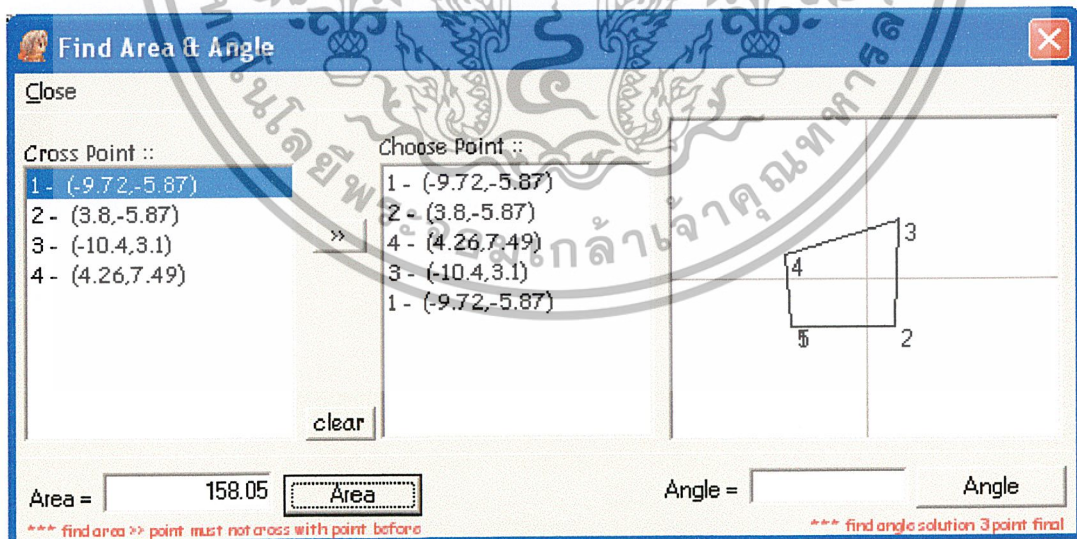 Find Area & Angle
Close
Cross Point ::
1 - (-9.72,-5.87)
2 - (3.8,-5.87)
3 - (-10.4,3.1)
4 - (4.26,7.49)
>>
clear
Choose Point ::
1 - (-9.72,-5.87)
2 - (3.8,-5.87)
4 - (4.26,7.49)
3 - (-10.4,3.1)
1 - (-9.72,-5.87)
3
4
2
Area =
158.05
Area
*** find area >> point must not cross with point before
Angle =
Angle
*** find angle solution 3 point final